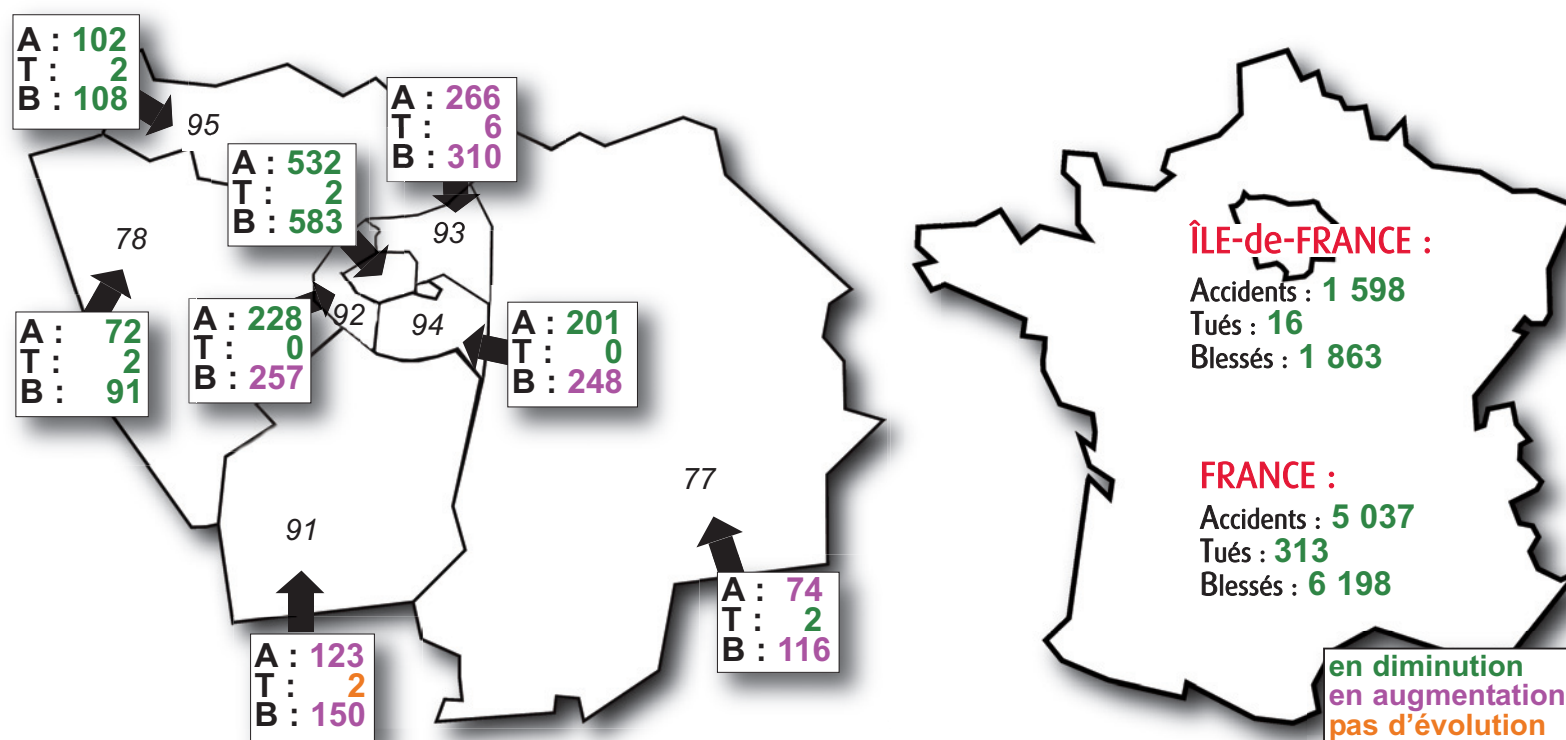 A : 102
T : 2
B : 108
95
A : 266
T : 6
B : 310
A : 532
T : 2
B : 583
78
93
A : 72
T : 2
B : 91
A : 228
T : 0
B : 257
92
94
A : 201
T : 0
B : 248
91
77
A : 123
T : 2
B : 150
A : 74
T : 2
B : 116
ÎLE-de-FRANCE :
Accidents : 1 598
Tués : 16
Blessés : 1 863
FRANCE :
Accidents : 5 037
Tués : 313
Blessés : 6 198
en diminution
en augmentation
pas d'évolution